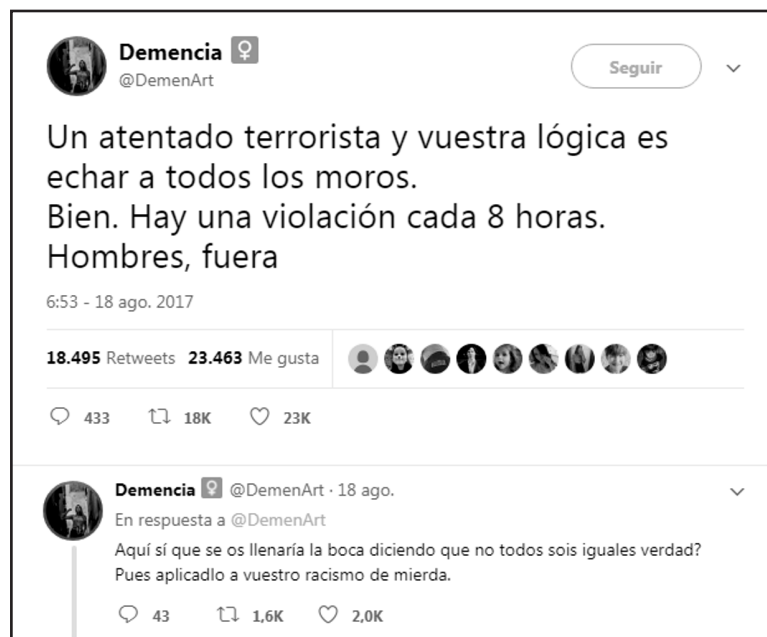 Demencia ♀
@DemenArt
Seguir
Un atentado terrorista y vuestra lógica es
echar a todos los moros.
Bien. Hay una violación cada 8 horas.
Hombres, fuera
6:53 - 18 ago. 2017
18.495 Retweets 23.463 Me gusta
433 18K 23K
Demencia ♀ @DemenArt · 18 ago.
En respuesta a @DemenArt
Aquí sí que se os llenaría la boca diciendo que no todos sois iguales verdad?
Pues aplicadlo a vuestro racismo de mierda.
43 1,6K 2,0K